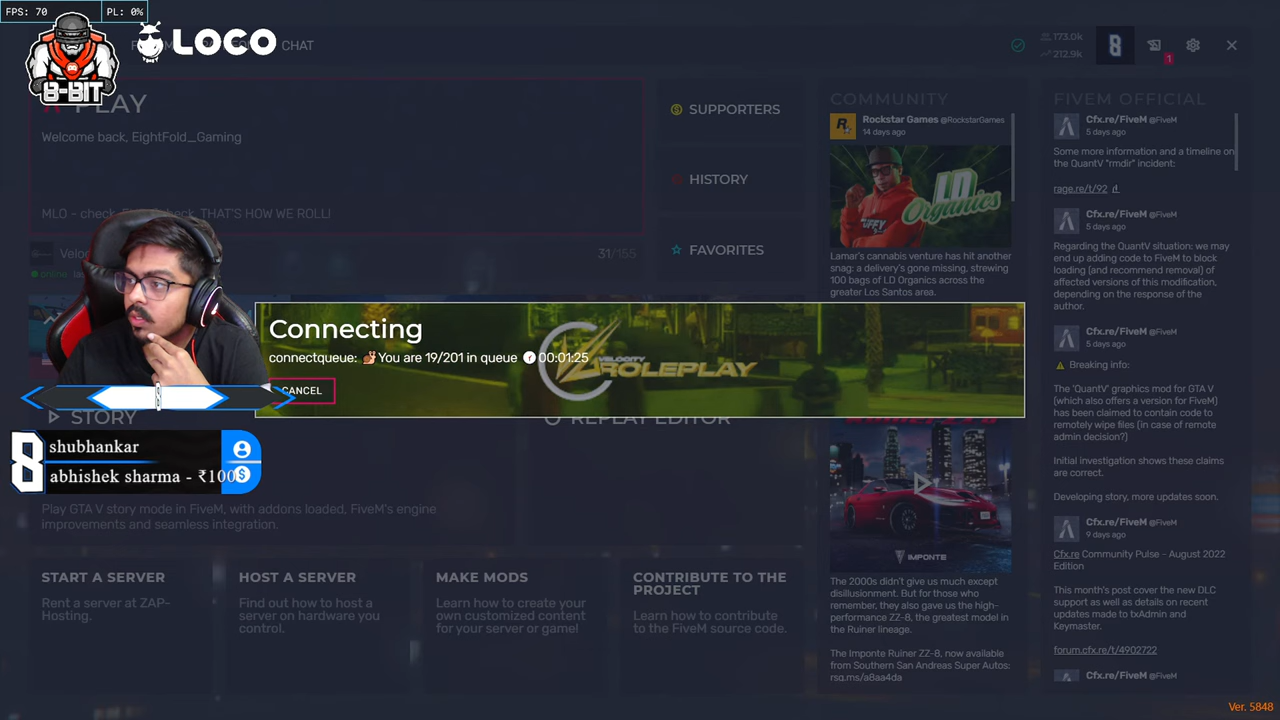 FPS: 70
PL: 0%
8-BIT
LOCO
CHAT
173.0k
212.9k
8
1
PLAY
Welcome back, EightFold_Gaming
MLO - check, THAT'S HOW WE ROLL!
31/155
online
SUPPORTERS
HISTORY
FAVORITES
COMMUNITY
Rockstar Games @RockstarGames
14 days ago
LD
Organics
Lamar's cannabis venture has hit another
snag: a delivery's gone missing, strewing
100 bags of LD Organics across the
greater Los Santos area.
FIVEM OFFICIAL
Cfx.re/FiveM @FiveM
5 days ago
Some more information and a timeline on
the QuantV "rmdir" incident:
rage.re/t/92
Cfx.re/FiveM @FiveM
5 days ago
Regarding the QuantV situation: we may
end up adding code to FiveM to block
loading (and recommend removal) of
affected versions of this modification,
depending on the response of the
author.
Cfx.re/FiveM @FiveM
5 days ago
Breaking info:
The 'QuantV' graphics mod for GTA V
(which also offers a version for FiveM)
has been claimed to contain code to
remotely wipe files (in case of remote
admin decision?)
Initial investigation shows these claims
are correct.
Developing story, more updates soon.
Cfx.re/FiveM @FiveM
9 days ago
Cfx.re Community Pulse - August 2022
Edition
This month's post cover the new DLC
support as well as details on recent
updates made to txAdmin and
Keymaster.
forum.cfx.re/t/4902722
Cfx.re/FiveM @FiveM
Connecting
connectqueue: You are 19/201 in queue 00:01:25
CANCEL
VELOCITY
ROLEPLAY
STORY
REPLAY EDITOR
shubhankar
abhishek sharma - ₹100
8
Play GTA V story mode in FiveM, with addons loaded, FiveM's engine
improvements and seamless integration.
IMPONTE
The 2000s didn't give us much except
disillusionment. But for those who
remember, they also gave us the high-
performance ZZ-8, the greatest model in
the Ruiner lineage.
The Imponte Ruiner ZZ-8, now available
from Southern San Andreas Super Autos:
rsg.ms/a8aa4da
START A SERVER
Rent a server at ZAP-
Hosting.
HOST A SERVER
Find out how to host a
server on hardware you
control.
MAKE MODS
Learn how to create your
own customized content
for your server or game!
CONTRIBUTE TO THE
PROJECT
Learn how to contribute
to the FiveM source code.
Ver. 5848